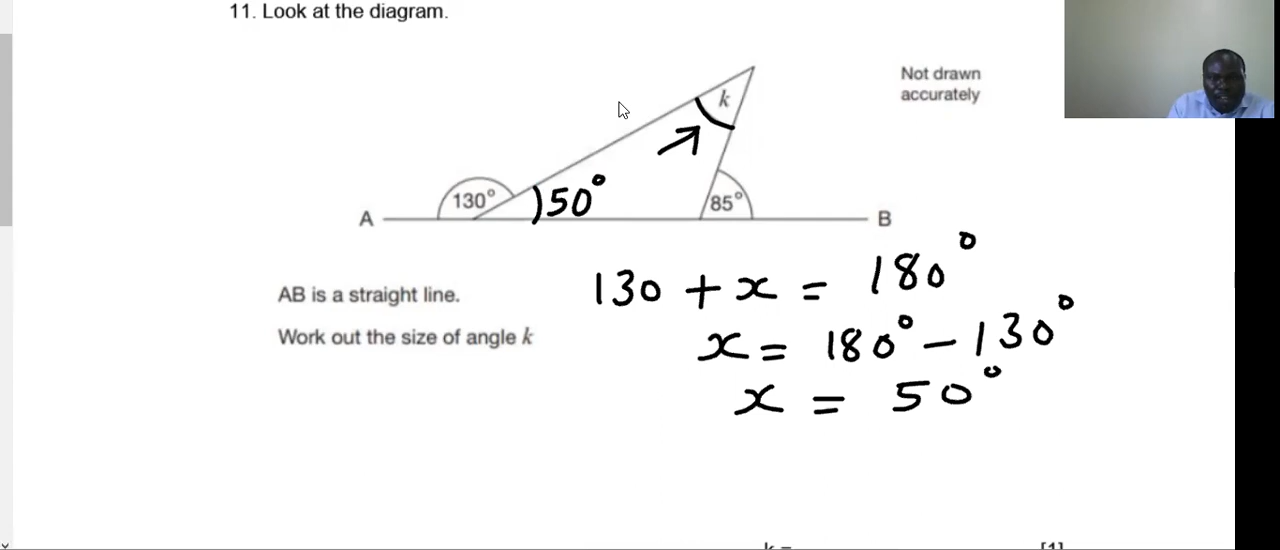 11. Look at the diagram.
Not drawn
accurately
k
130°
50°
85°
A
B
AB is a straight line.
Work out the size of angle k
130 + x = 180°
x = 180° - 130°
x = 50°